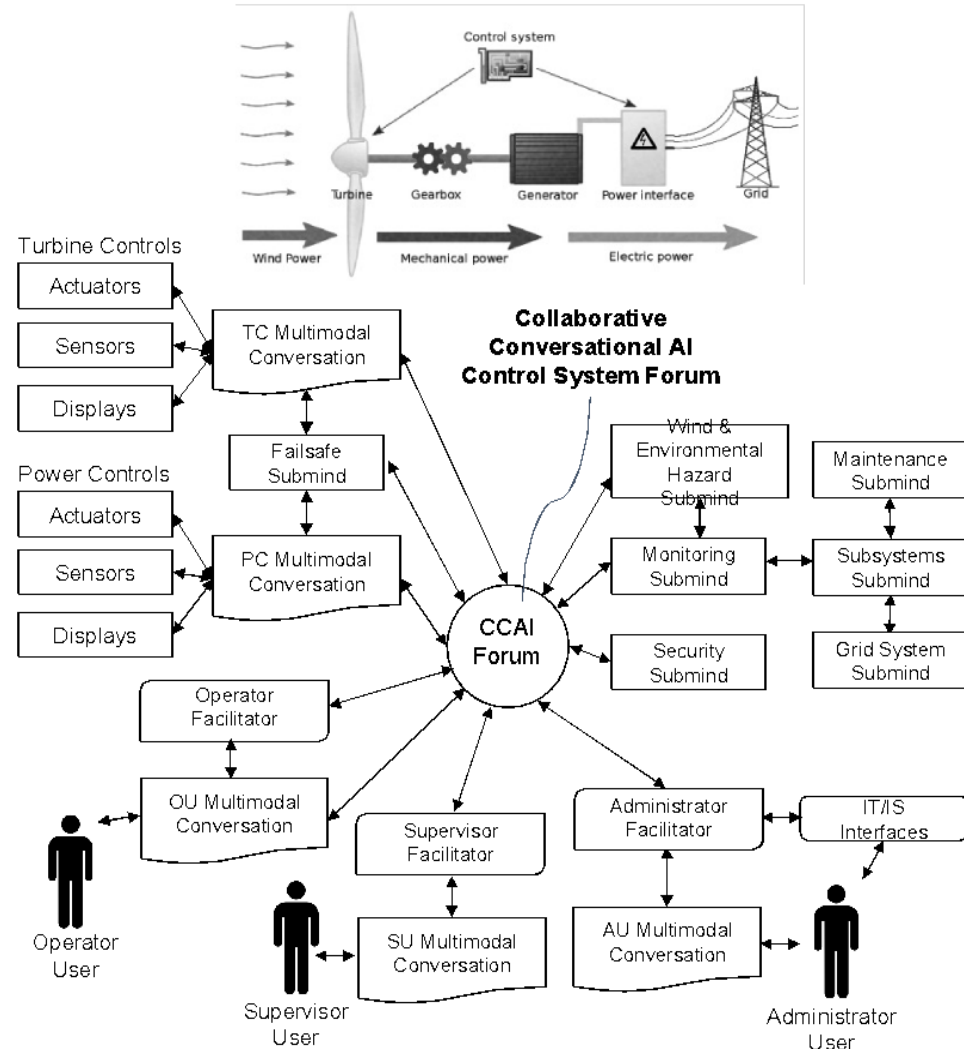 Control system
Turbine
Gearbox
Generator
Power interface
Grid
Wind Power
Mechanical power
Electric power
Turbine Controls
Actuators
Sensors
Displays
TC Multimodal
Conversation
Failsafe
Submind
Power Controls
Actuators
Sensors
Displays
PC Multimodal
Conversation
Collaborative
Conversational AI
Control System Forum
Wind &
Environmental
Hazard
Submind
Maintenance
Submind
Monitoring
Submind
Subsystems
Submind
CCAI
Forum
Security
Submind
Grid System
Submind
Operator
Facilitator
OU Multimodal
Conversation
Operator
User
Supervisor
Facilitator
SU Multimodal
Conversation
Supervisor
User
Administrator
Facilitator
IT/IS
Interfaces
AU Multimodal
Conversation
Administrator
User